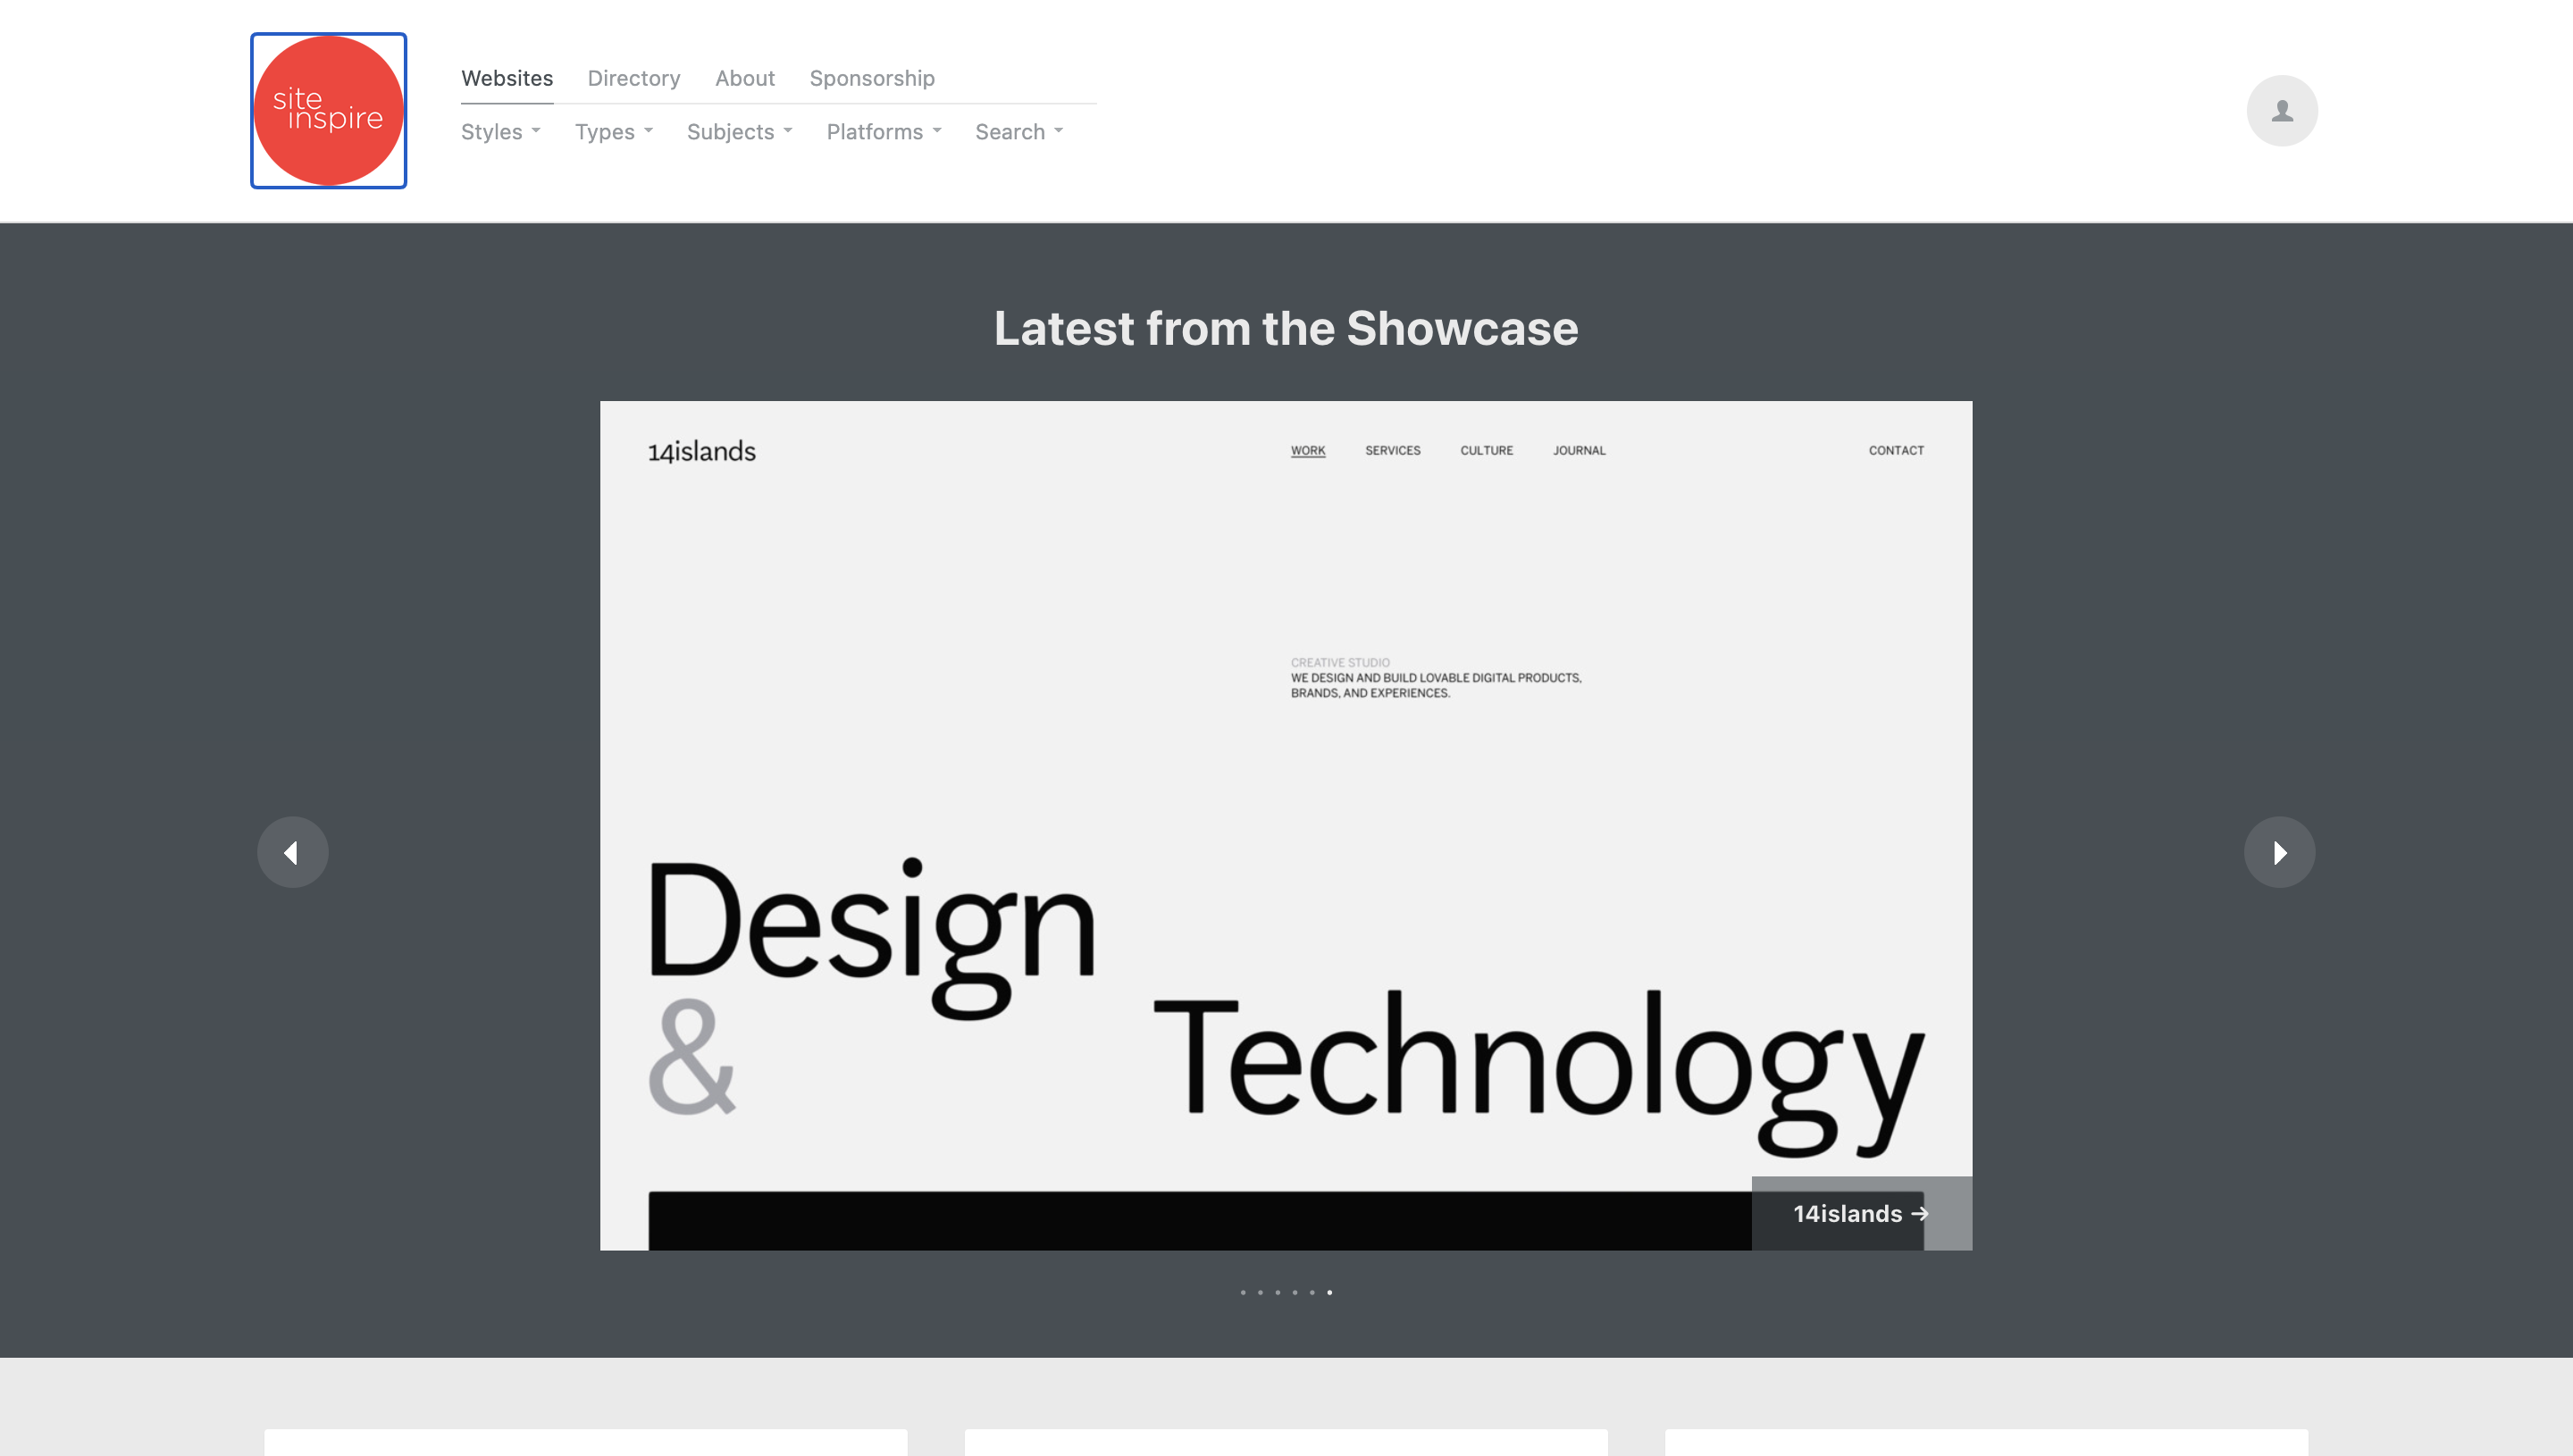 site
inspire
Websites Directory About Sponsorship
Styles Types Subjects Platforms Search
Latest from the Showcase
14islands WORK SERVICES CULTURE JOURNAL CONTACT
CREATIVE STUDIO
WE DESIGN AND BUILD LOVABLE DIGITAL PRODUCTS,
BRANDS, AND EXPERIENCES.
Design
& Technology
14islands →